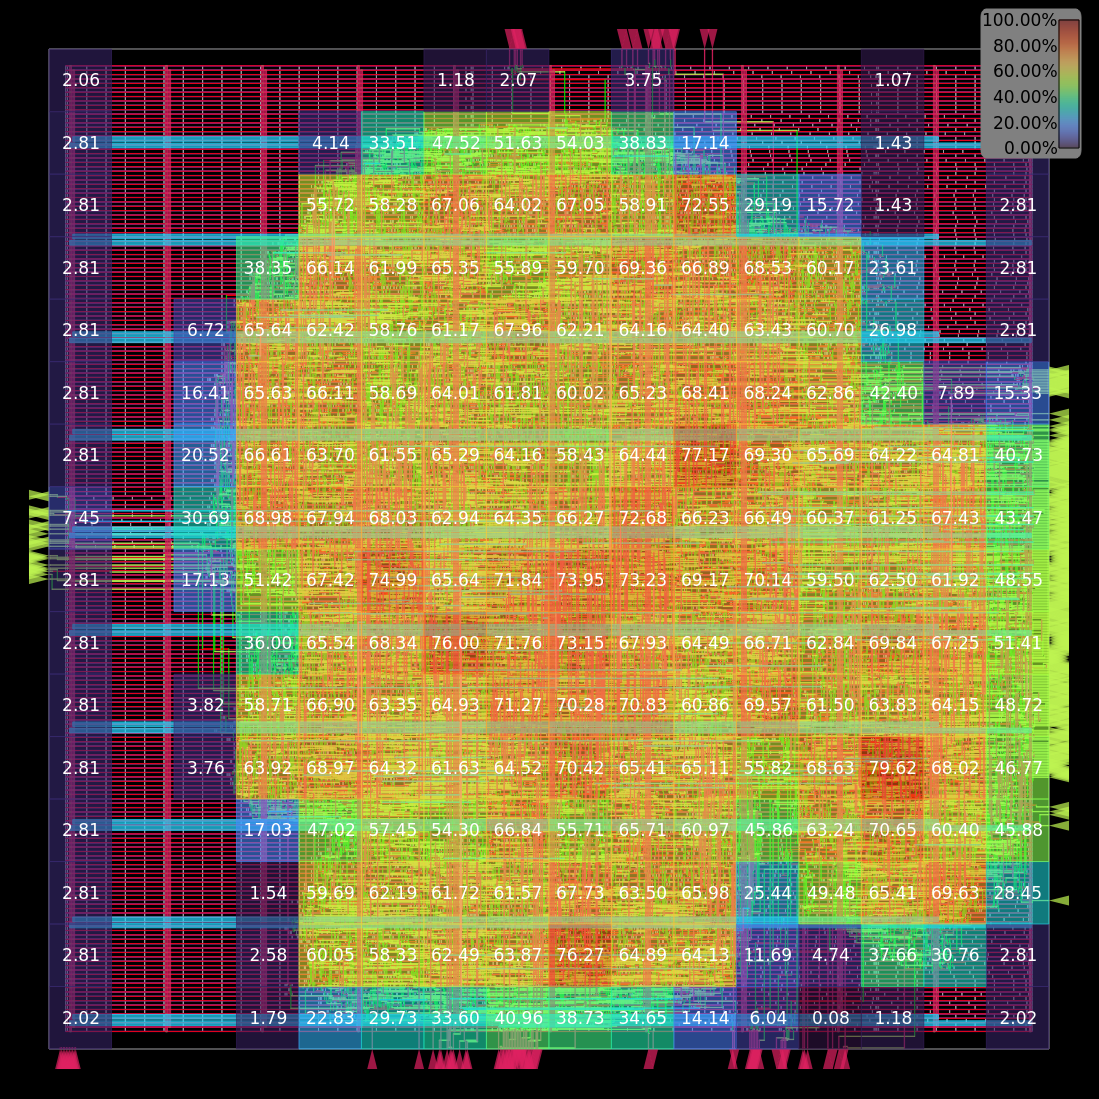 100.00%
80.00%
60.00%
40.00%
20.00%
0.00%
2.06 1.18 2.07 3.75 1.07
2.81 4.14 33.51 47.52 51.63 54.03 38.83 17.14 1.43
2.81 55.72 58.28 67.06 64.02 67.05 58.91 72.55 29.19 15.72 1.43 2.81
2.81 38.35 66.14 61.99 65.35 55.89 59.70 69.36 66.89 68.53 60.17 23.61 2.81
2.81 6.72 65.64 62.42 58.76 61.17 67.96 62.21 64.16 64.40 63.43 60.70 26.98 2.81
2.81 16.41 65.63 66.11 58.69 64.01 61.81 60.02 65.23 68.41 68.24 62.86 42.40 7.89 15.33
2.81 20.52 66.61 63.70 61.55 65.29 64.16 58.43 64.44 77.17 69.30 65.69 64.22 64.81 40.73
7.45 30.69 68.98 67.94 68.03 62.94 64.35 66.27 72.68 66.23 66.49 60.37 61.25 67.43 43.47
2.81 17.13 51.42 67.42 74.99 65.64 71.84 73.95 73.23 69.17 70.14 59.50 62.50 61.92 48.55
2.81 36.00 65.54 68.34 76.00 71.76 73.15 67.93 64.49 66.71 62.84 69.84 67.25 51.41
2.81 3.82 58.71 66.90 63.35 64.93 71.27 70.28 70.83 60.86 69.57 61.50 63.83 64.15 48.72
2.81 3.76 63.92 68.97 64.32 61.63 64.52 70.42 65.41 65.11 55.82 68.63 79.62 68.02 46.77
2.81 17.03 47.02 57.45 54.30 66.84 55.71 65.71 60.97 45.86 63.24 70.65 60.40 45.88
2.81 1.54 59.69 62.19 61.72 61.57 67.73 63.50 65.98 25.44 49.48 65.41 69.63 28.45
2.81 2.58 60.05 58.33 62.49 63.87 76.27 64.89 64.13 11.69 4.74 37.66 30.76 2.81
2.02 1.79 22.83 29.73 33.60 40.96 38.73 34.65 14.14 6.04 0.08 1.18 2.02